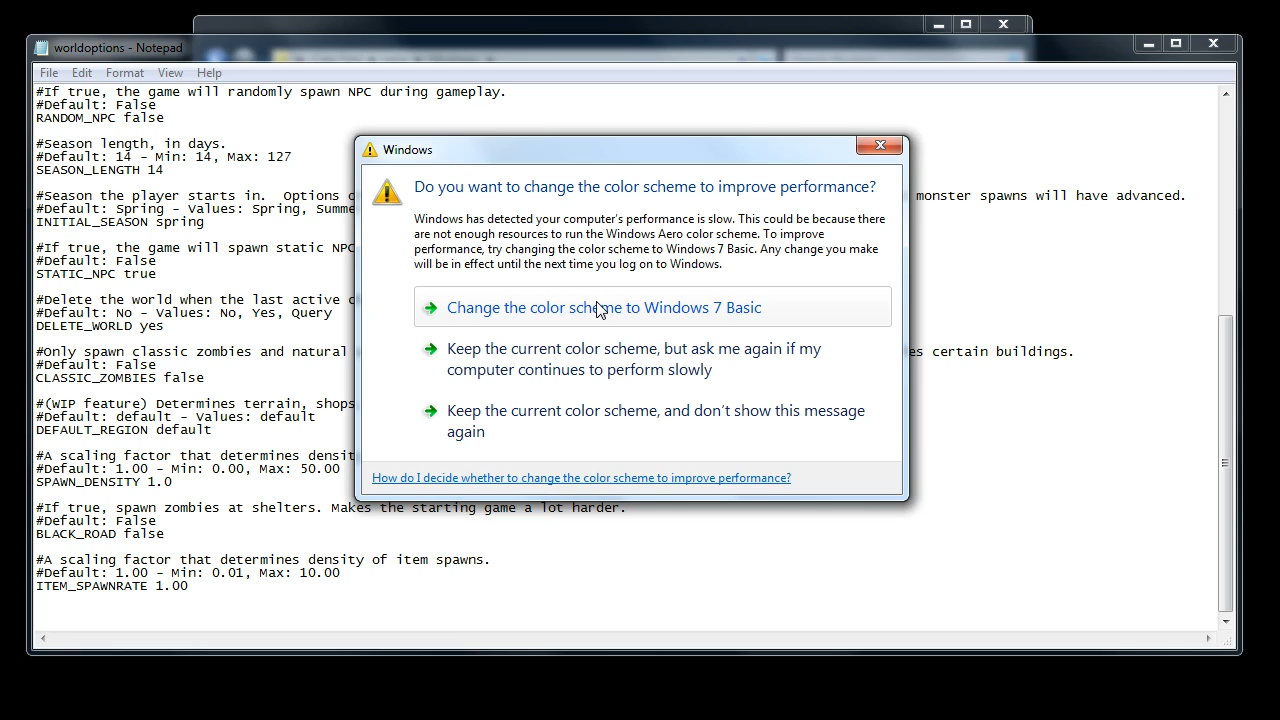 worldoptions - Notepad
File Edit Format View Help
#If true, the game will randomly spawn NPC during gameplay.
#Default: False
RANDOM_NPC false
#Season length, in days.
#Default: 14 - Min: 14, Max: 127
SEASON_LENGTH 14
#Season the player starts in.  Options monster spawns will have advanced.
#Default: Spring - Values: Spring, Summe
INITIAL_SEASON spring
#If true, the game will spawn static NPC
#Default: False
STATIC_NPC true
#Delete the world when the last active
#Default: No - Values: No, Yes, Query
DELETE_WORLD yes
#Only spawn classic zombies and natural es certain buildings.
#Default: False
CLASSIC_ZOMBIES false
#(WIP feature) Determines terrain, shops
#Default: default - Values: default
DEFAULT_REGION default
#A scaling factor that determines densit
#Default: 1.00 - Min: 0.00, Max: 50.00
SPAWN_DENSITY 1.0
#If true, spawn zombies at shelters. Makes the starting game a lot harder.
#Default: False
BLACK_ROAD false
#A scaling factor that determines density of item spawns.
#Default: 1.00 - Min: 0.01, Max: 10.00
ITEM_SPAWNRATE 1.00
Windows
Do you want to change the color scheme to improve performance?
Windows has detected your computer's performance is slow. This could be because there
are not enough resources to run the Windows Aero color scheme. To improve
performance, try changing the color scheme to Windows 7 Basic. Any change you make
will be in effect until the next time you log on to Windows.
Change the color scheme to Windows 7 Basic
Keep the current color scheme, but ask me again if my
computer continues to perform slowly
Keep the current color scheme, and don't show this message
again
How do I decide whether to change the color scheme to improve performance?